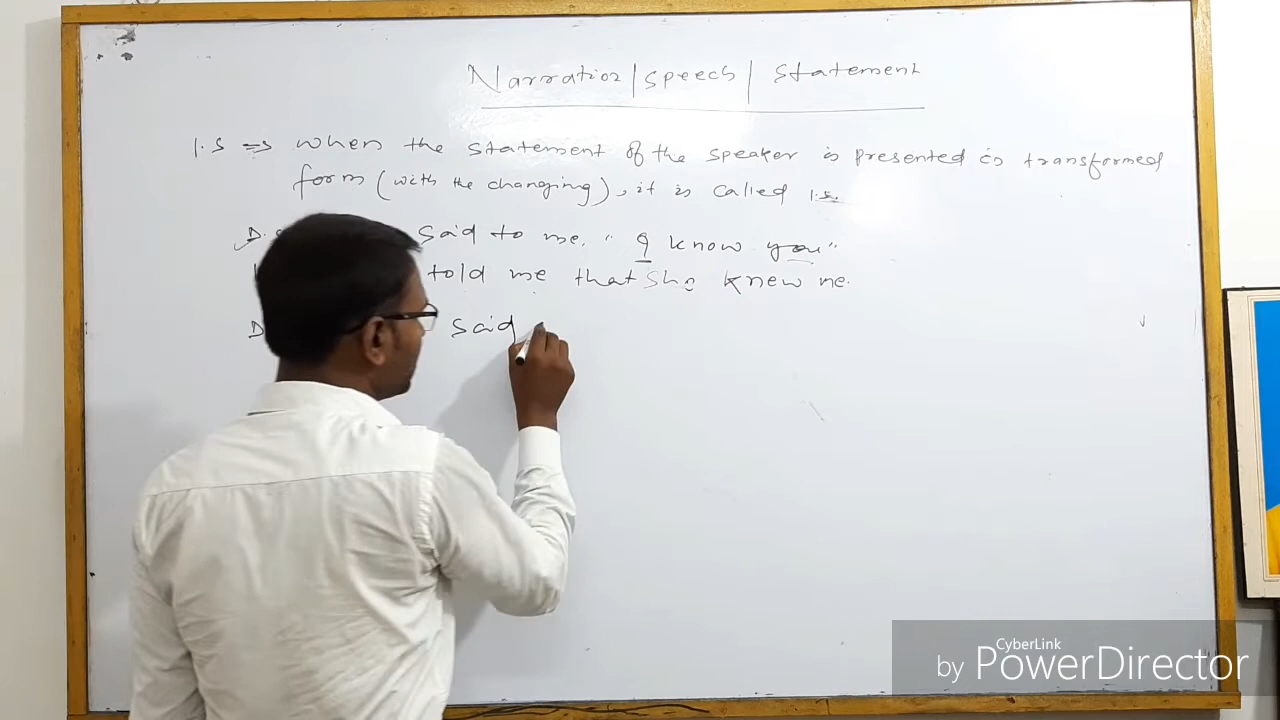 Narration/speech/statement
I.S ⇒ when the statement of the speaker is presented in transformed
form (with the changing), it is called I.S.
D. said to me, "I know you"
told me that she knew me.
D said
CyberLink
by PowerDirector